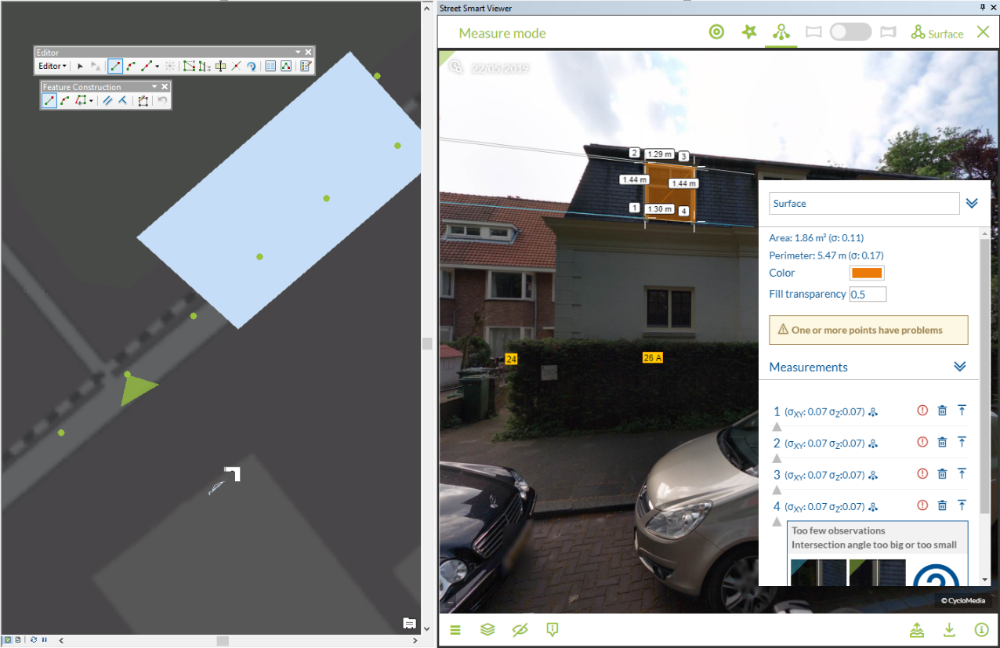 Street Smart Viewer
Editor
Editor
Feature Construction
Measure mode
Surface
22/05/2019
2
1.29 m
3
1.44 m
1.44 m
1
1.30 m
4
24
26 A
Surface
Area: 1.86 m² (σ: 0.11)
Perimeter: 5.47 m (σ: 0.17)
Color
Fill transparency 0.5
One or more points have problems
Measurements
1 (σXY: 0.07 σZ:0.07)
2 (σXY: 0.07 σZ:0.07)
3 (σXY: 0.07 σZ:0.07)
4 (σXY: 0.07 σZ:0.07)
Too few observations
Intersection angle too big or too small
© CycloMedia